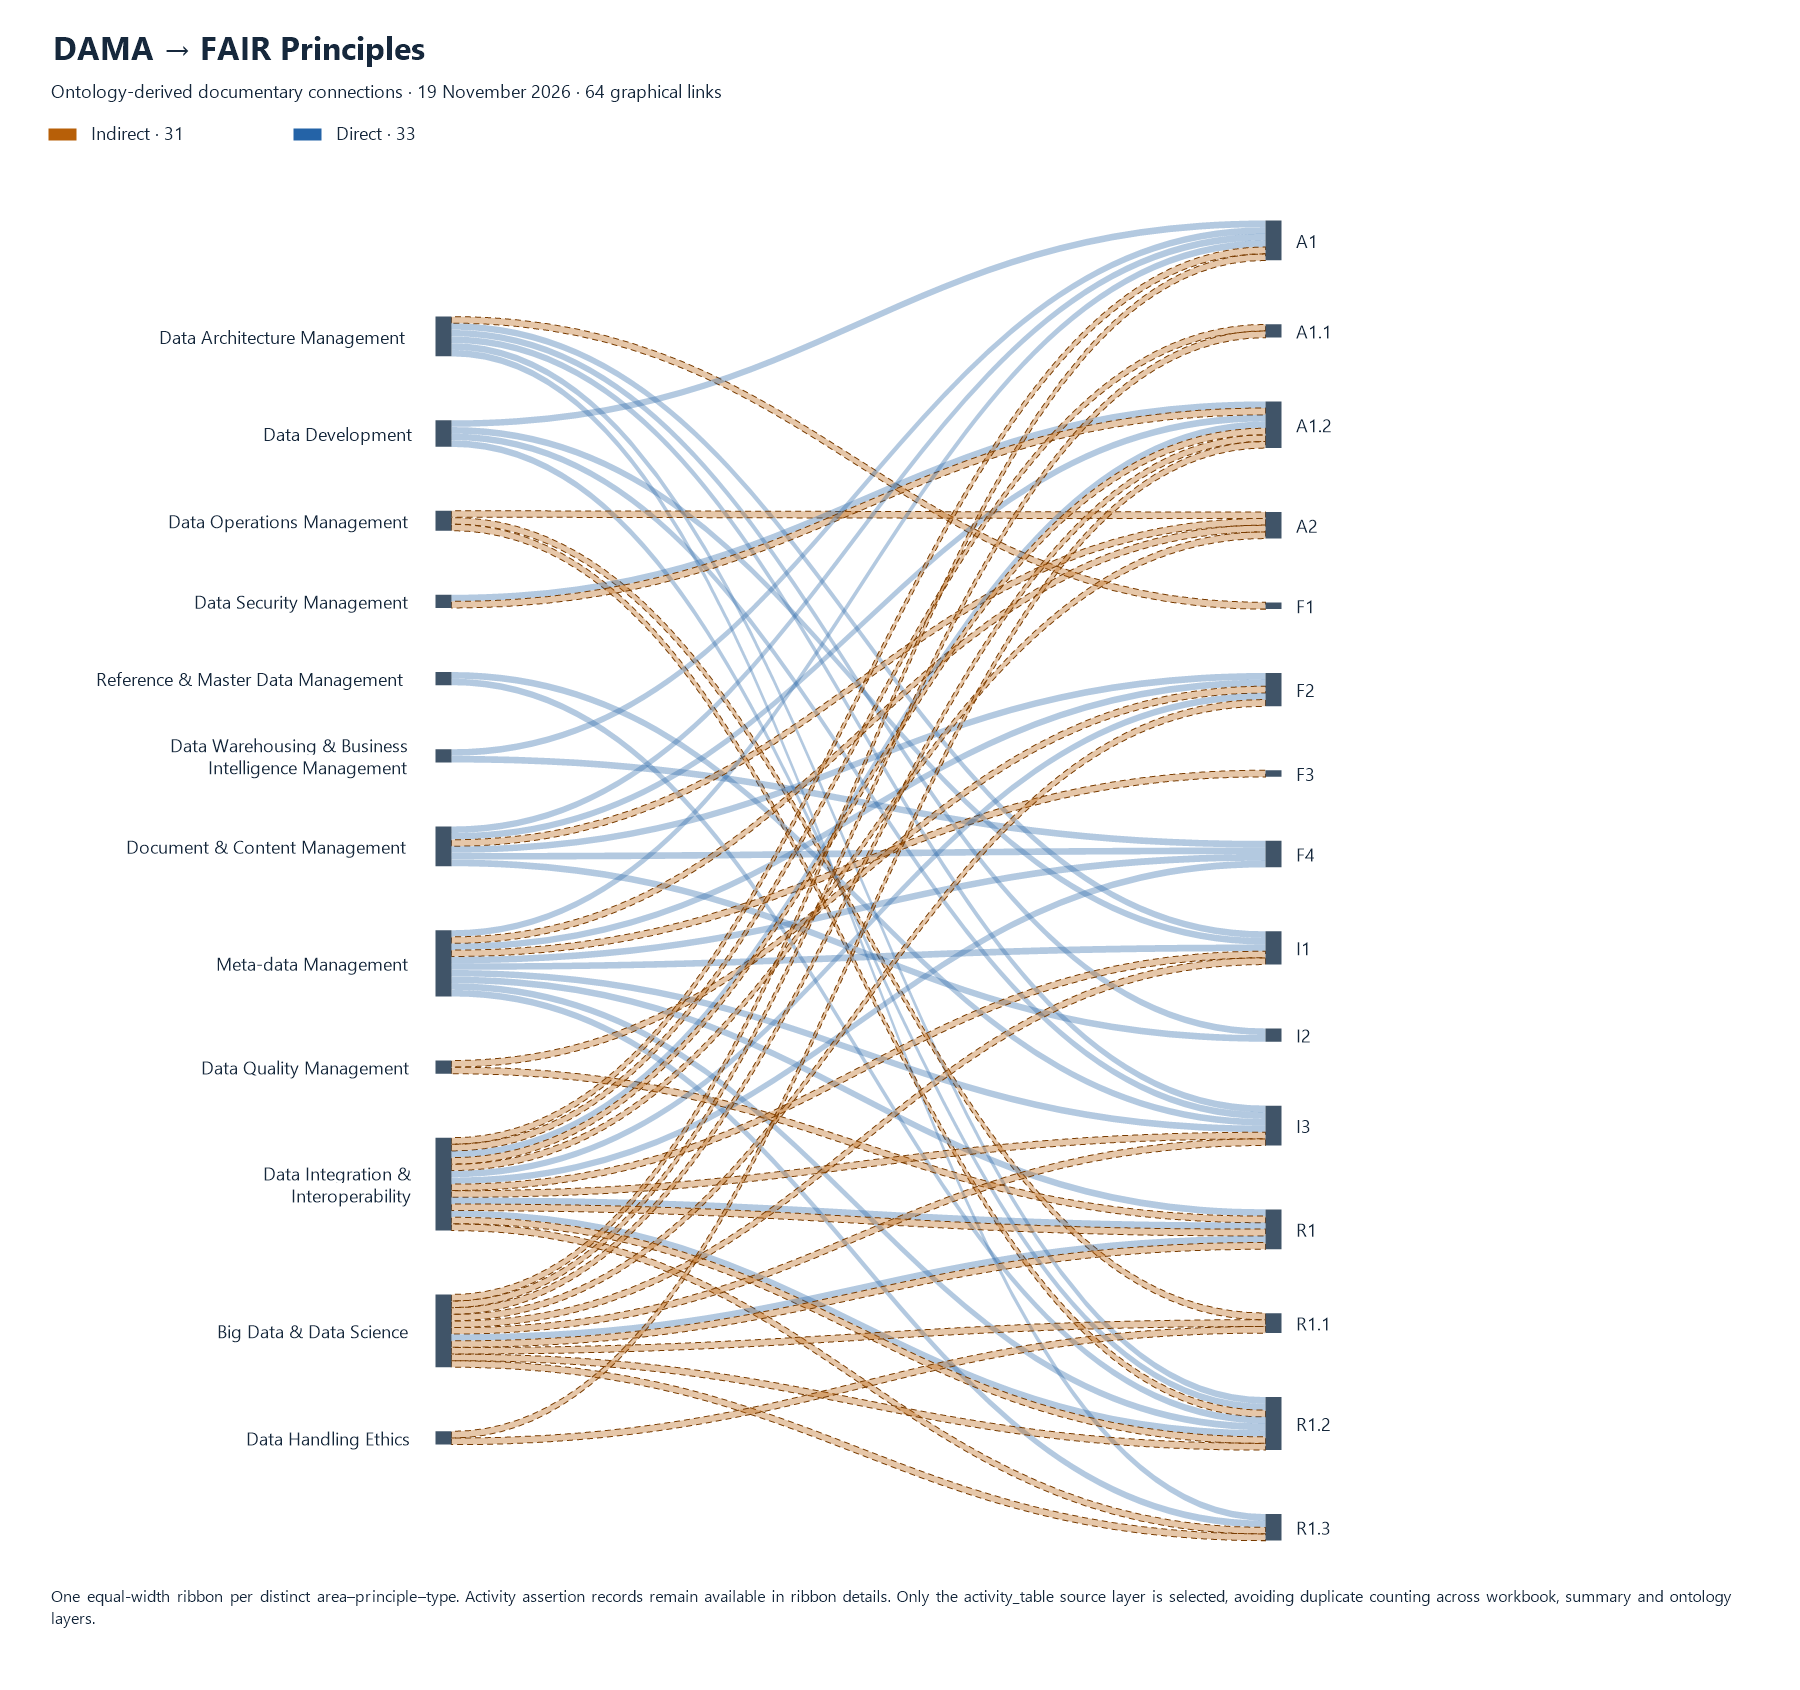 DAMA → FAIR Principles
Ontology-derived documentary connections · 19 November 2026 · 64 graphical links
Indirect · 31
Direct · 33
Data Architecture Management
Data Development
Data Operations Management
Data Security Management
Reference & Master Data Management
Data Warehousing & Business
Intelligence Management
Document & Content Management
Meta-data Management
Data Quality Management
Data Integration &
Interoperability
Big Data & Data Science
Data Handling Ethics
A1
A1.1
A1.2
A2
F1
F2
F3
F4
I1
I2
I3
R1
R1.1
R1.2
R1.3
One equal-width ribbon per distinct area–principle–type. Activity assertion records remain available in ribbon details. Only the activity_table source layer is selected, avoiding duplicate counting across workbook, summary and ontology
layers.